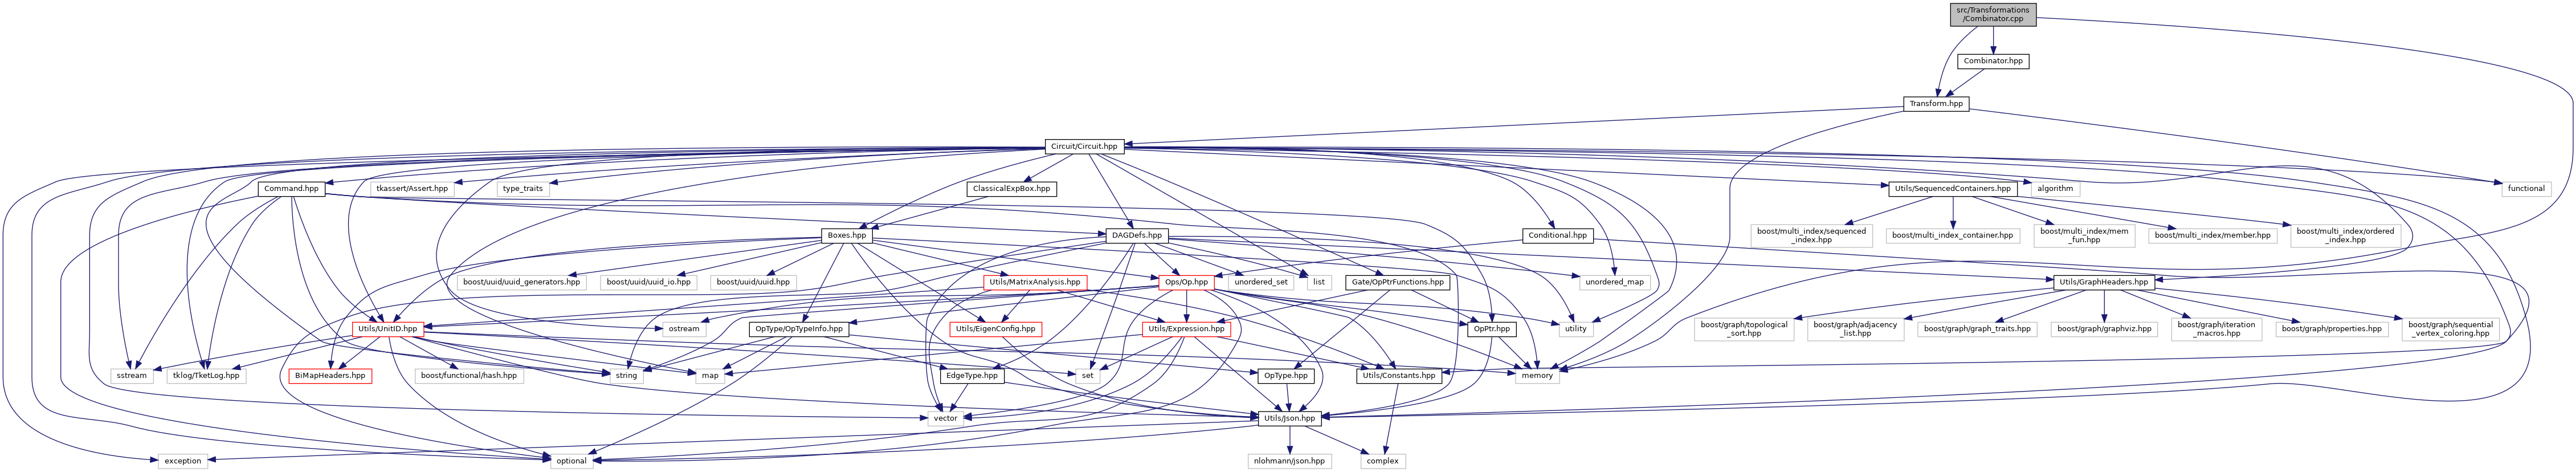 src/Transformations
/Combinator.cpp
Combinator.hpp
Transform.hpp
Circuit/Circuit.hpp
Command.hpp
tkassert/Assert.hpp
type_traits
ClassicalExpBox.hpp
Utils/SequencedContainers.hpp
algorithm
functional
Boxes.hpp
DAGDefs.hpp
Conditional.hpp
boost/multi_index/sequenced
_index.hpp
boost/multi_index_container.hpp
boost/multi_index/mem
_fun.hpp
boost/multi_index/member.hpp
boost/multi_index/ordered
_index.hpp
boost/uuid/uuid_generators.hpp
boost/uuid/uuid_io.hpp
boost/uuid/uuid.hpp
Utils/MatrixAnalysis.hpp
Ops/Op.hpp
unordered_set
list
Gate/OpPtrFunctions.hpp
unordered_map
Utils/GraphHeaders.hpp
Utils/UnitID.hpp
ostream
OpType/OpTypeInfo.hpp
Utils/EigenConfig.hpp
Utils/Expression.hpp
OpPtr.hpp
utility
boost/graph/topological
_sort.hpp
boost/graph/adjacency
_list.hpp
boost/graph/graph_traits.hpp
boost/graph/graphviz.hpp
boost/graph/iteration
_macros.hpp
boost/graph/properties.hpp
boost/graph/sequential
_vertex_coloring.hpp
sstream
tklog/TketLog.hpp
BiMapHeaders.hpp
boost/functional/hash.hpp
string
map
EdgeType.hpp
set
OpType.hpp
Utils/Constants.hpp
memory
vector
Utils/Json.hpp
exception
optional
nlohmann/json.hpp
complex